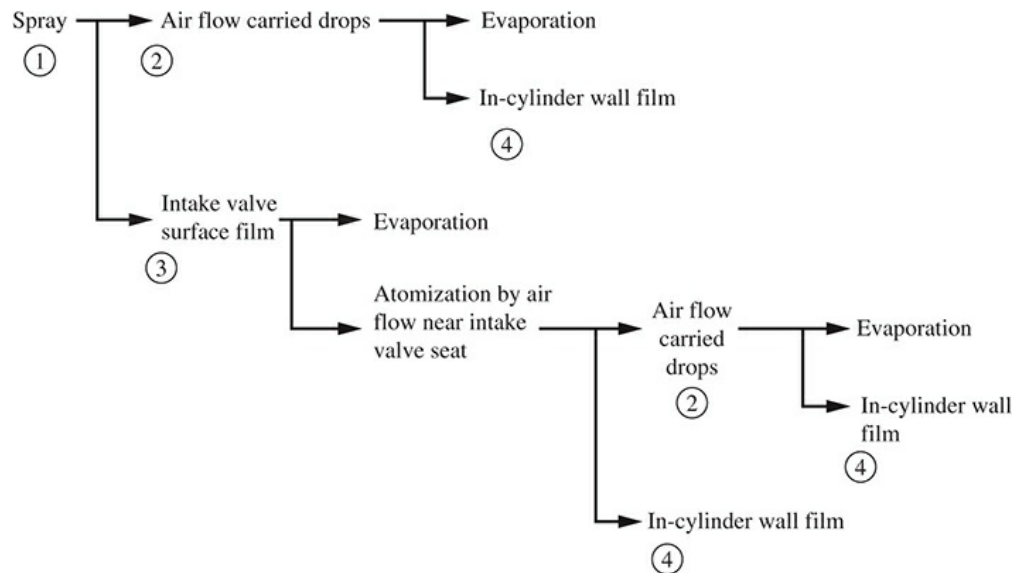 Spray
①
Air flow carried drops
②
Evaporation
In-cylinder wall film
④
Intake valve
surface film
③
Evaporation
Atomization by air
flow near intake
valve seat
Air flow
carried
drops
②
Evaporation
In-cylinder wall
film
④
In-cylinder wall film
④